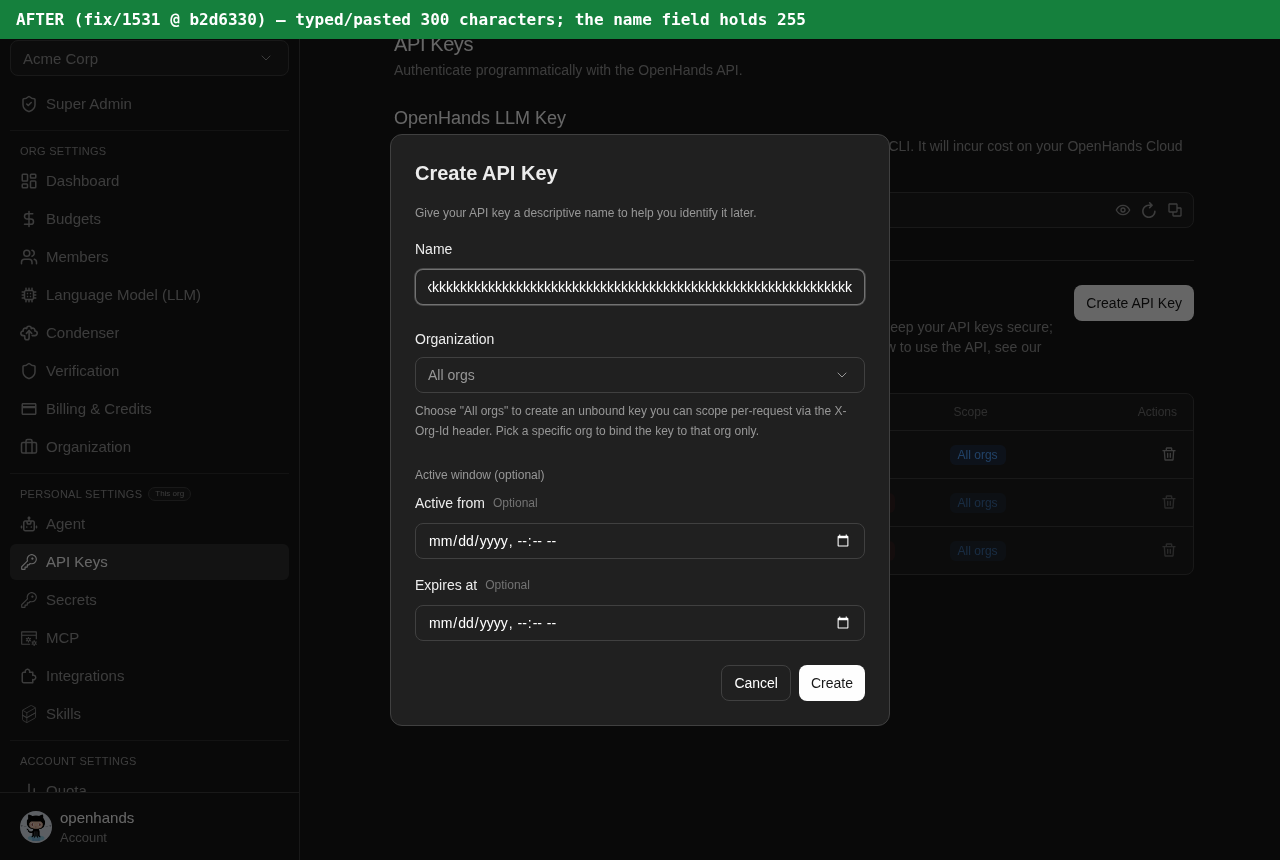 AFTER (fix/1531 @ b2d6330) — typed/pasted 300 characters; the name field holds 255
Acme Corp
Super Admin
ORG SETTINGS
Dashboard
Budgets
Members
Language Model (LLM)
Condenser
Verification
Billing & Credits
Organization
PERSONAL SETTINGS This org
Agent
API Keys
Secrets
MCP
Integrations
Skills
ACCOUNT SETTINGS
Quota
openhands
Account
API Keys
Authenticate programmatically with the OpenHands API.
OpenHands LLM Key
CLI. It will incur cost on your OpenHands Cloud
Create API Key
eep your API keys secure;
w to use the API, see our
Scope Actions
All orgs
All orgs
All orgs
Create API Key
Give your API key a descriptive name to help you identify it later.
Name
kkkkkkkkkkkkkkkkkkkkkkkkkkkkkkkkkkkkkkkkkkkkkkkkkkkkkkkkkkkkk
Organization
All orgs
Choose "All orgs" to create an unbound key you can scope per-request via the X-
Org-Id header. Pick a specific org to bind the key to that org only.
Active window (optional)
Active from Optional
mm/dd/yyyy, --:-- --
Expires at Optional
mm/dd/yyyy, --:-- --
Cancel Create